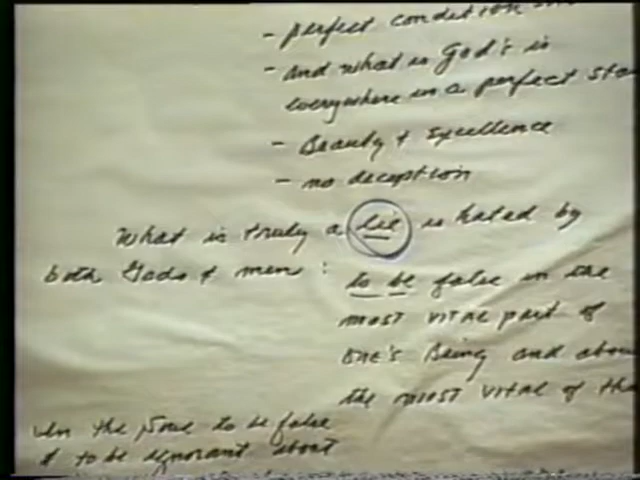 - perfect condition
- and what is God's is
everywhere in a perfect
- Beauty & Excellence
- no deception
What is truly a lie is hated by
both Gods & men : to be false in the
most vital part of
one's Being and
the most vital of
in the soul to be false
& to be ignorant about